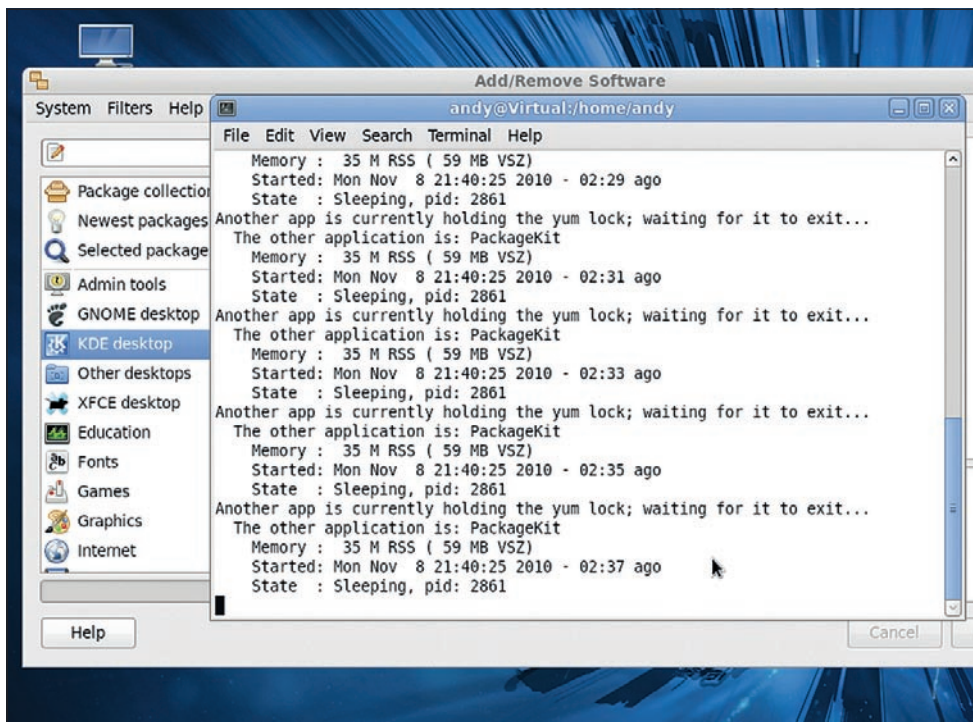 Add/Remove Software
System Filters Help
andy@Virtual:/home/andy
File Edit View Search Terminal Help
Package collection
Newest packages
Selected package
Admin tools
GNOME desktop
KDE desktop
Other desktops
XFCE desktop
Education
Fonts
Games
Graphics
Internet
Memory : 35 M RSS ( 59 MB VSZ)
Started: Mon Nov 8 21:40:25 2010 - 02:29 ago
State : Sleeping, pid: 2861
Another app is currently holding the yum lock; waiting for it to exit...
The other application is: PackageKit
Memory : 35 M RSS ( 59 MB VSZ)
Started: Mon Nov 8 21:40:25 2010 - 02:31 ago
State : Sleeping, pid: 2861
Another app is currently holding the yum lock; waiting for it to exit...
The other application is: PackageKit
Memory : 35 M RSS ( 59 MB VSZ)
Started: Mon Nov 8 21:40:25 2010 - 02:33 ago
State : Sleeping, pid: 2861
Another app is currently holding the yum lock; waiting for it to exit...
The other application is: PackageKit
Memory : 35 M RSS ( 59 MB VSZ)
Started: Mon Nov 8 21:40:25 2010 - 02:35 ago
State : Sleeping, pid: 2861
Another app is currently holding the yum lock; waiting for it to exit...
The other application is: PackageKit
Memory : 35 M RSS ( 59 MB VSZ)
Started: Mon Nov 8 21:40:25 2010 - 02:37 ago
State : Sleeping, pid: 2861
Help
Cancel